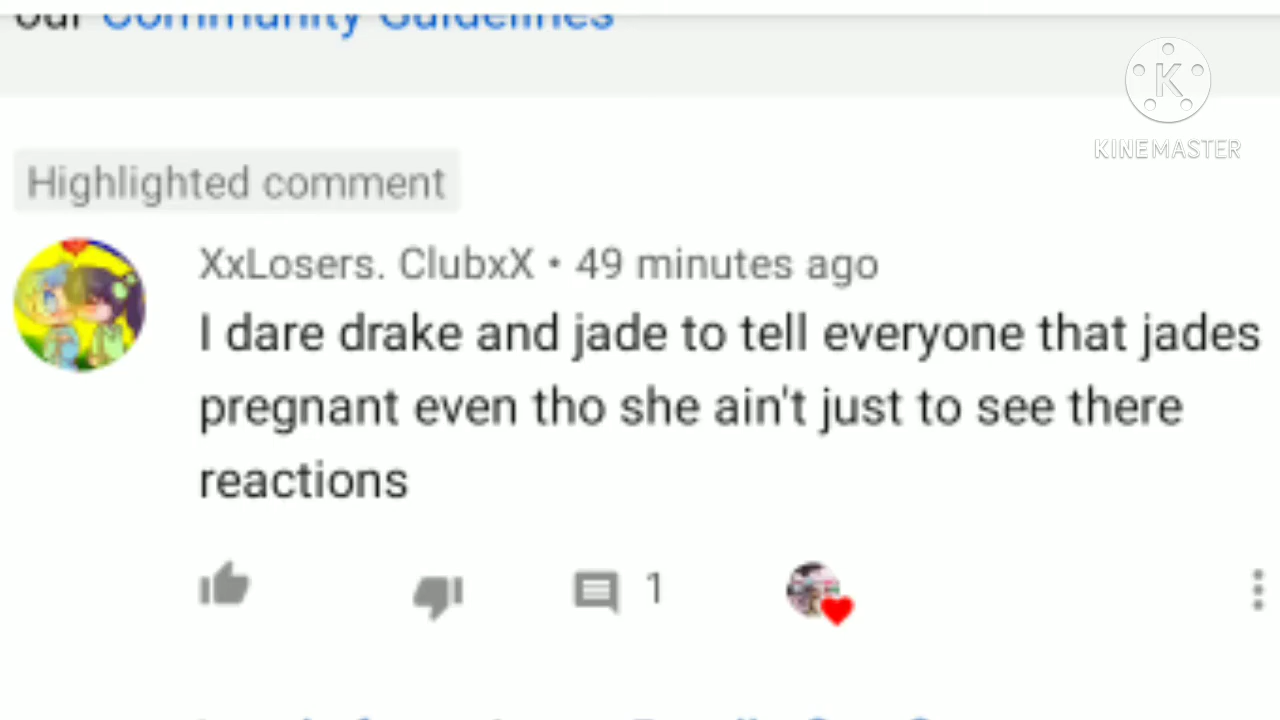 our Community Guidelines
KINEMASTER
Highlighted comment
XxLosers. ClubxX • 49 minutes ago
I dare drake and jade to tell everyone that jades
pregnant even tho she ain't just to see there
reactions
1